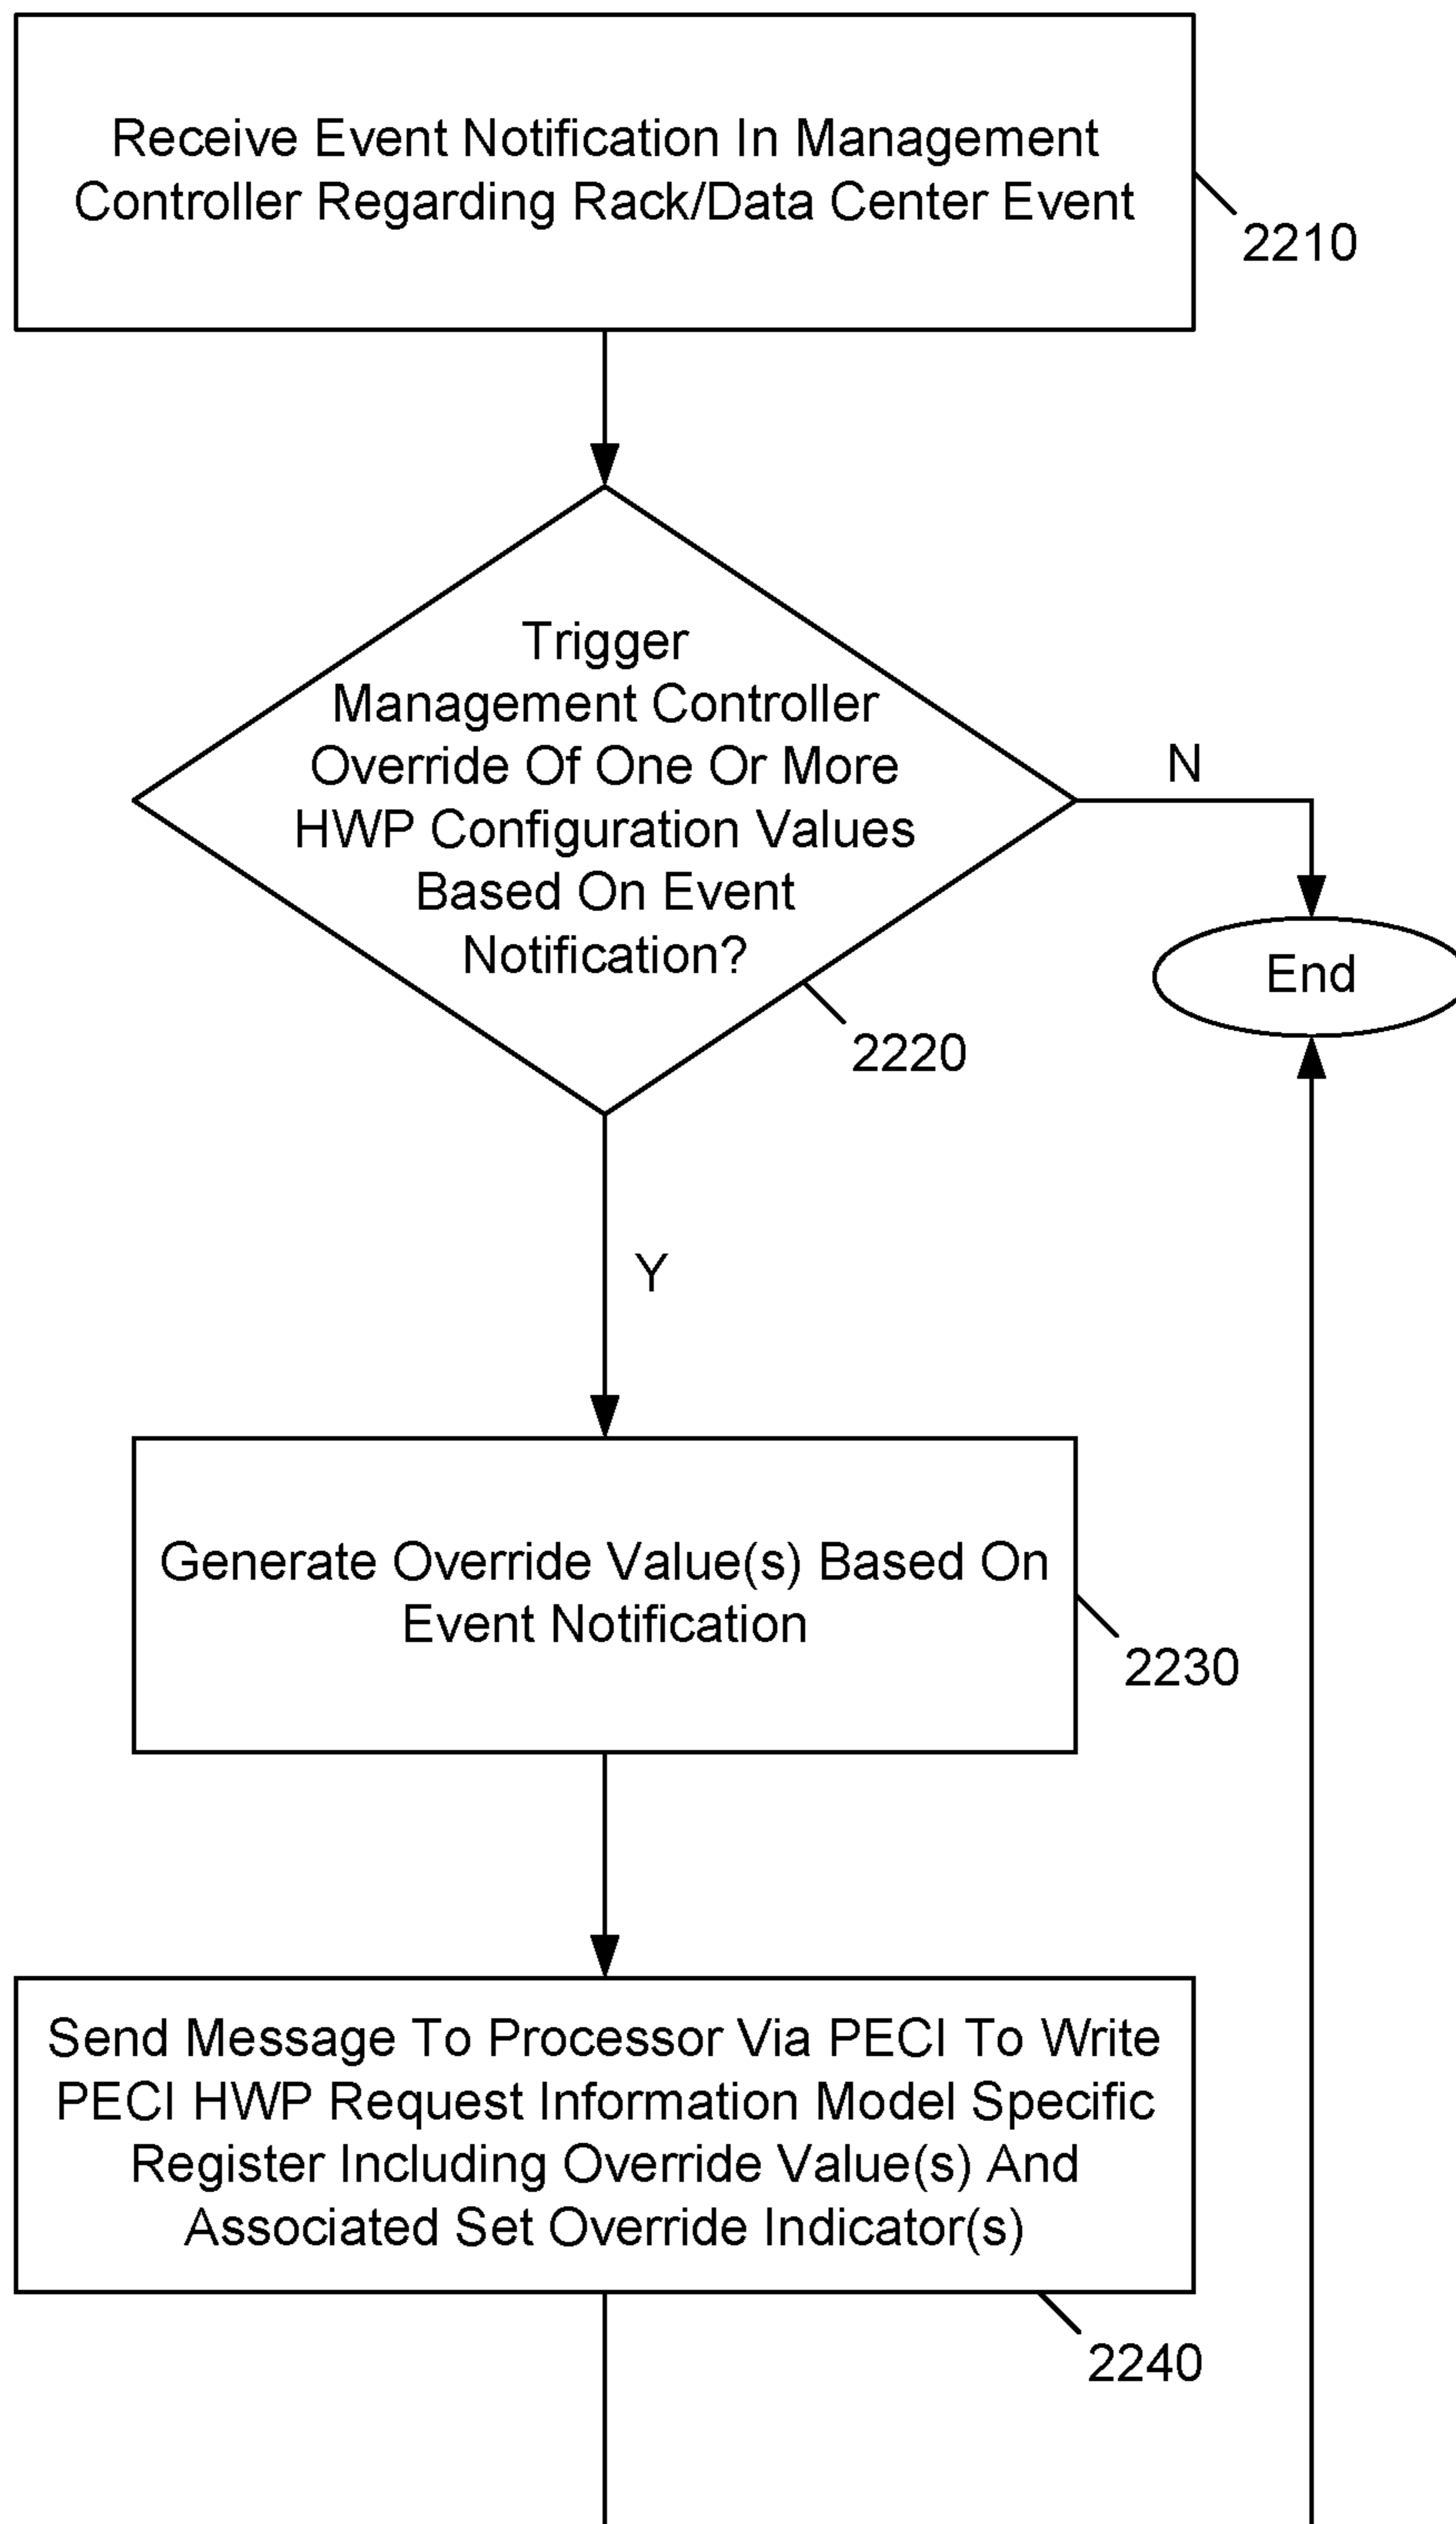 Receive Event Notification In Management
Controller Regarding Rack/Data Center Event
2210
Trigger
Management Controller
Override Of One Or More
HWP Configuration Values
Based On Event
Notification?
N
End
2220
Y
Generate Override Value(s) Based On
Event Notification
2230
Send Message To Processor Via PECI To Write
PECI HWP Request Information Model Specific
Register Including Override Value(s) And
Associated Set Override Indicator(s)
2240